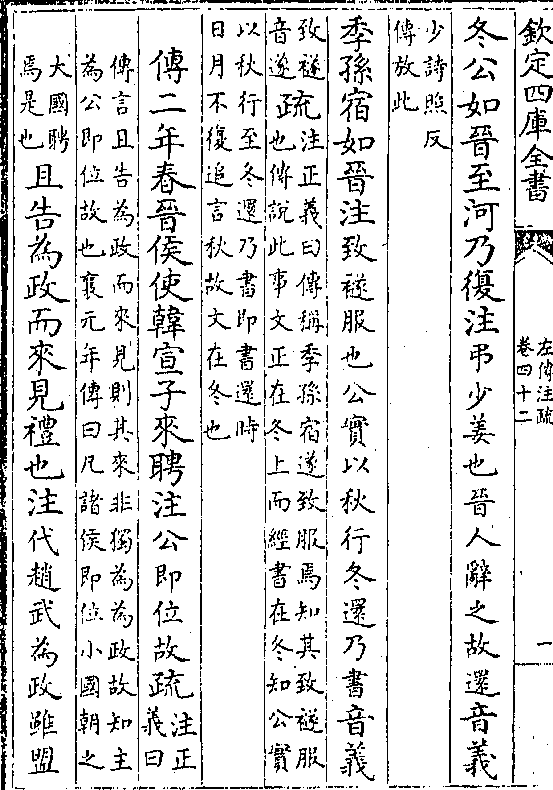 欽定四庫全書
左傳注疏
卷四十二
一
冬公如晉至河乃復注弔少姜也晉人辭之故還音義
少詩照反
傳放此
季孫宿如晉注致襚服也公實以秋行冬還乃書音義
致襚疏注正義曰傳稱季孫宿遂致服焉知其致襚服
音遂疏也傳說此事文正在冬上而經書在冬知公實
以秋行至冬還乃書即書還時
日月不復追言秋故文在冬也
傳二年春晉侯使韓宣子來聘注公即位故疏注正
義曰
傳言且告為政而來見則其來非獨為為政故知主
為公即位故也襄元年傳曰凡諸侯即位小國朝之
大國聘
焉是也且告為政而來見禮也注代趙武為政雖盟